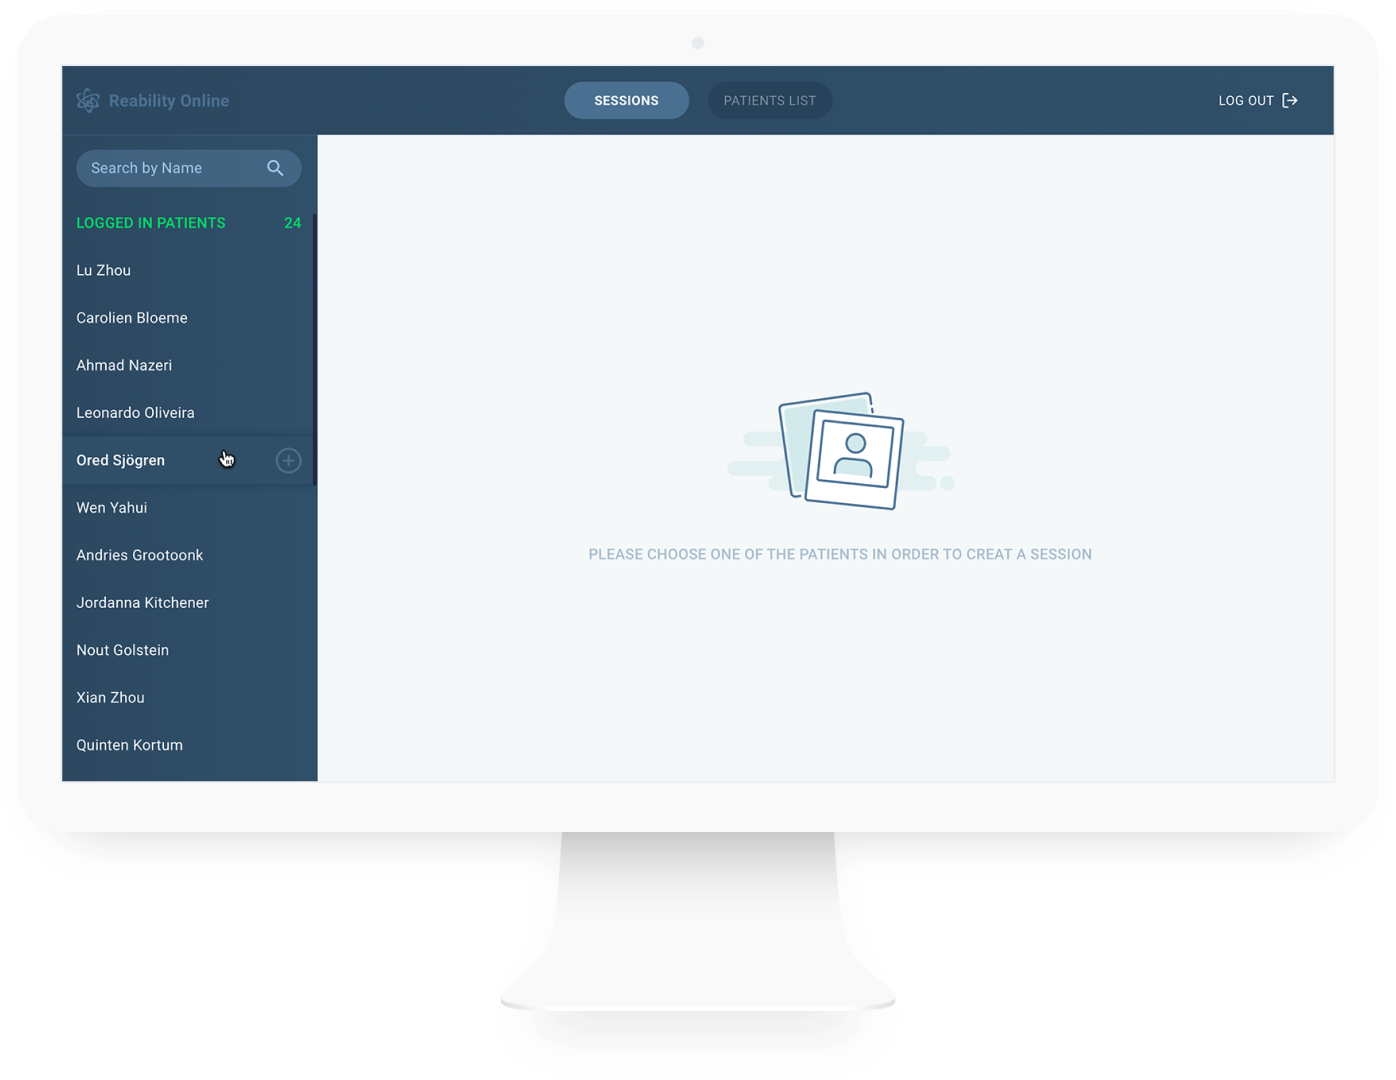 Reability Online
SESSIONS
PATIENTS LIST
LOG OUT
Search by Name
LOGGED IN PATIENTS 24
Lu Zhou
Carolien Bloeme
Ahmad Nazeri
Leonardo Oliveira
Ored Sjögren
Wen Yahui
Andries Grootoonk
Jordanna Kitchener
Nout Golstein
Xian Zhou
Quinten Kortum
PLEASE CHOOSE ONE OF THE PATIENTS IN ORDER TO CREAT A SESSION